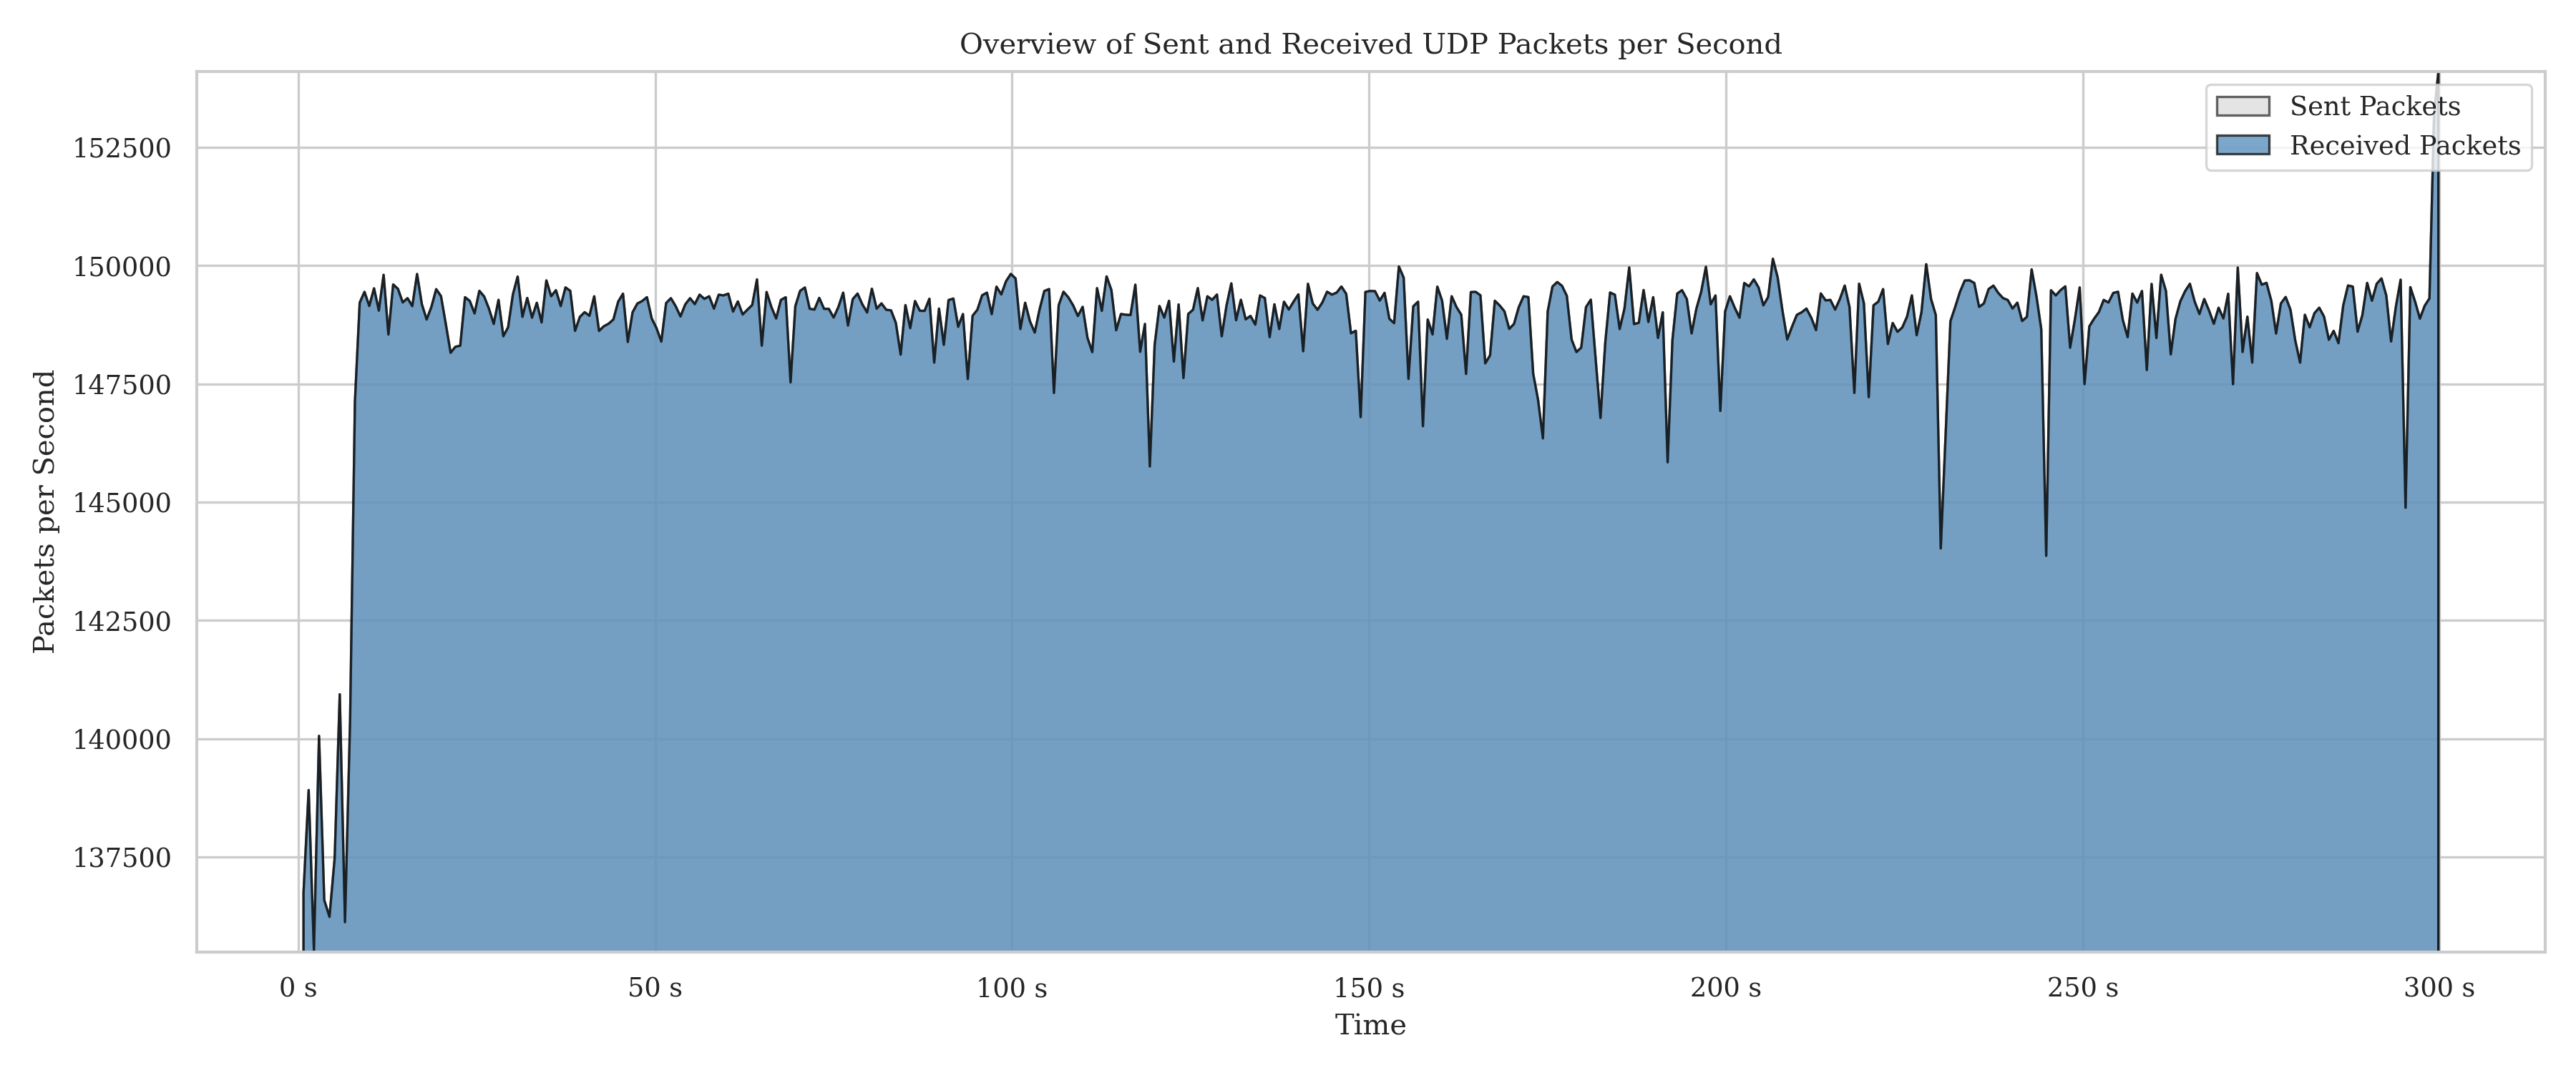 Overview of Sent and Received UDP Packets per Second
Sent Packets
Received Packets
Packets per Second
152500
150000
147500
145000
142500
140000
137500
0 s
50 s
100 s
150 s
200 s
250 s
300 s
Time